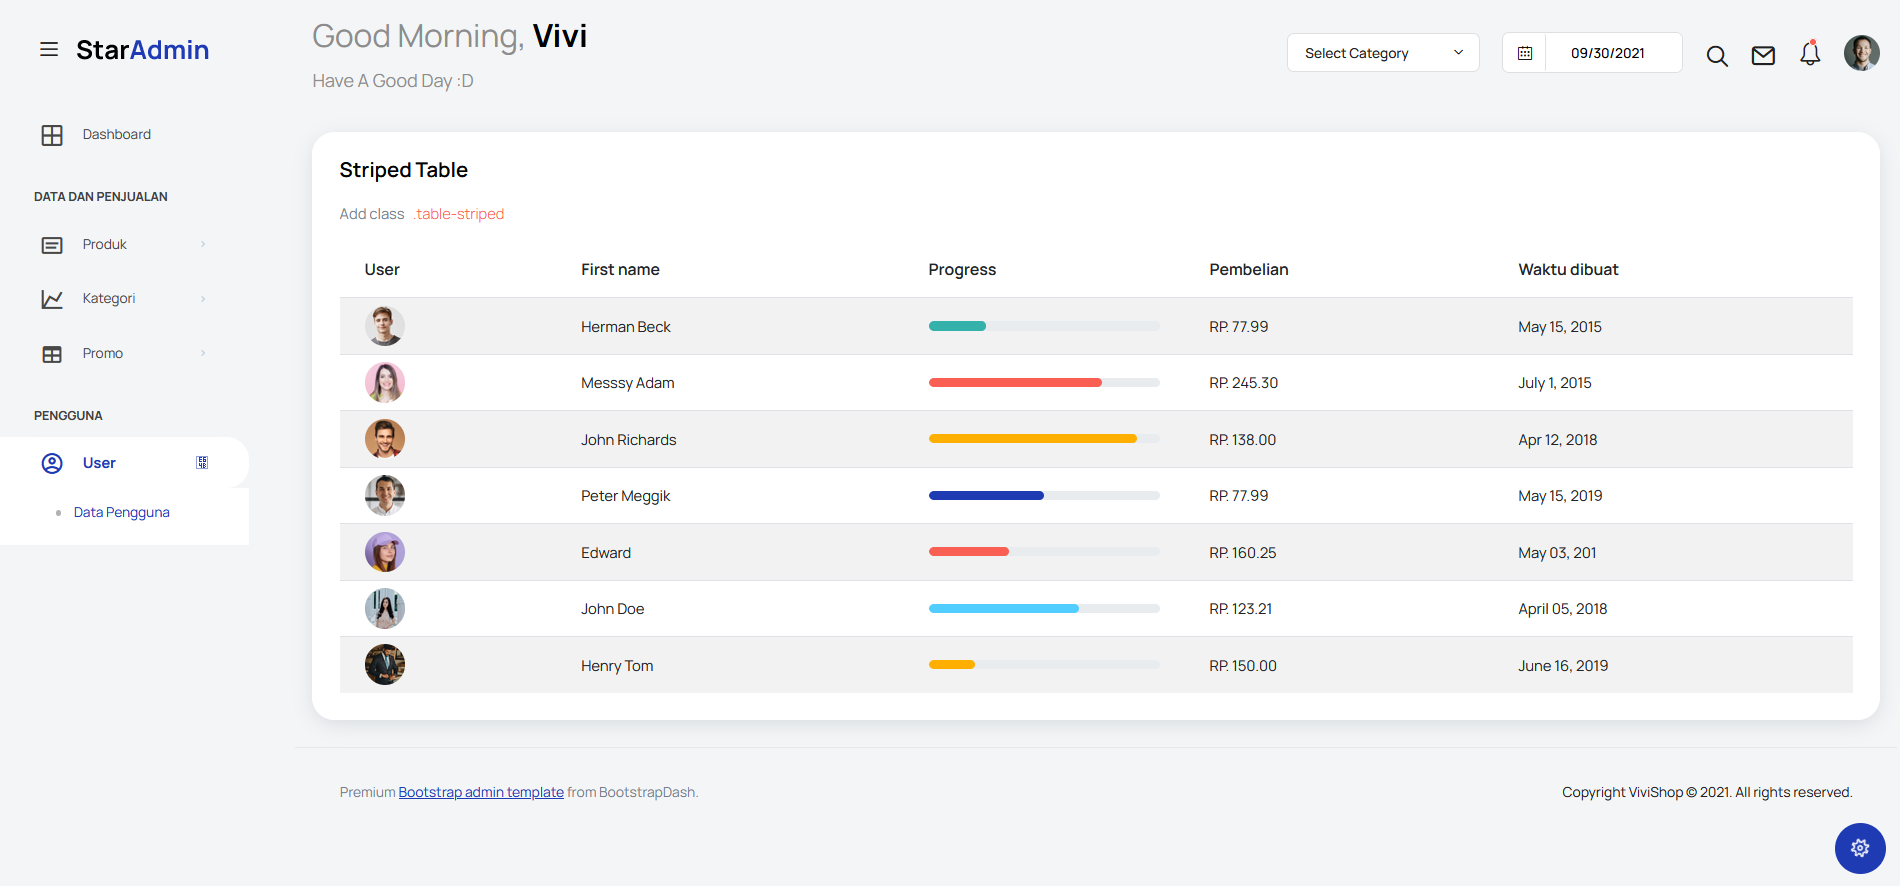 StarAdmin
Good Morning, Vivi
Have A Good Day :D
Select Category
09/30/2021
Dashboard
DATA DAN PENJUALAN
Produk
Kategori
Promo
PENGGUNA
User
Data Pengguna
Striped Table
Add class .table-striped
User First name Progress Pembelian Waktu dibuat
Herman Beck RP. 77.99 May 15, 2015
Messsy Adam RP. 245.30 July 1, 2015
John Richards RP. 138.00 Apr 12, 2018
Peter Meggik RP. 77.99 May 15, 2019
Edward RP. 160.25 May 03, 201
John Doe RP. 123.21 April 05, 2018
Henry Tom RP. 150.00 June 16, 2019
Premium Bootstrap admin template from BootstrapDash.
Copyright ViviShop © 2021. All rights reserved.